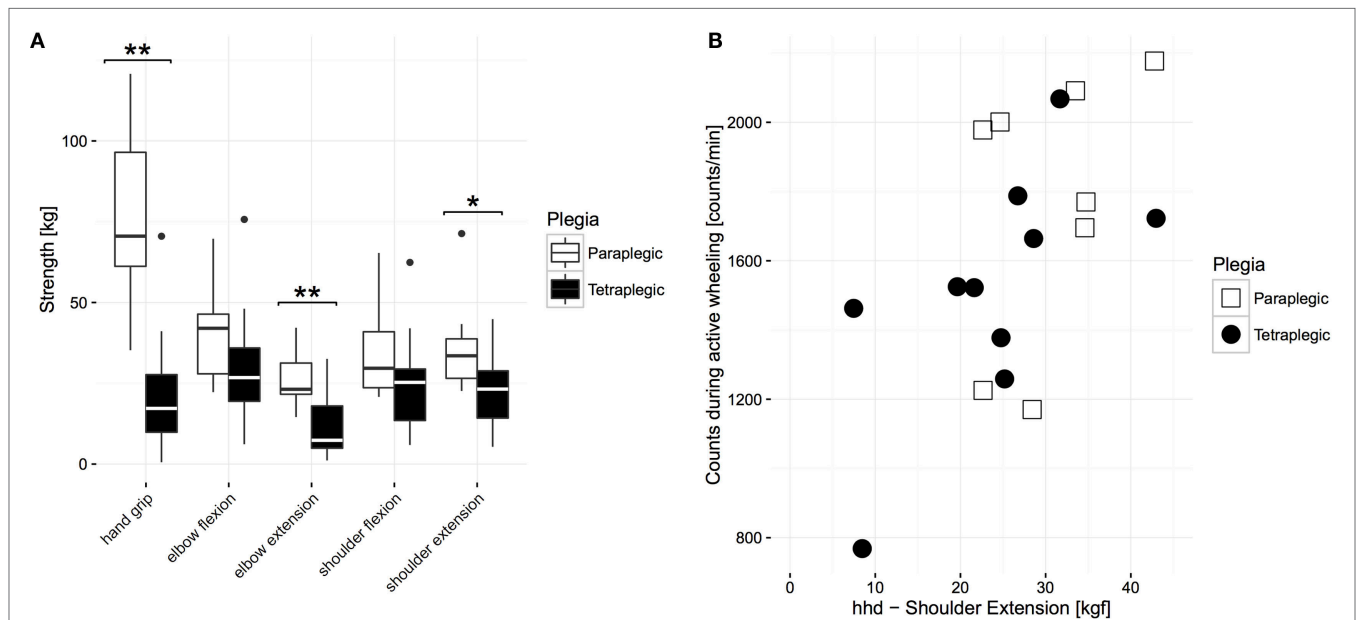 A
**
100
50
0
Strength [kg]
**
*
hand grip
elbow flexion
elbow extension
shoulder flexion
shoulder extension
Plegia
Paraplegic
Tetraplegic
B
2000
1600
1200
800
Counts during active wheeling [counts/min]
0 10 20 30 40
hhd − Shoulder Extension [kgf]
Plegia
Paraplegic
Tetraplegic